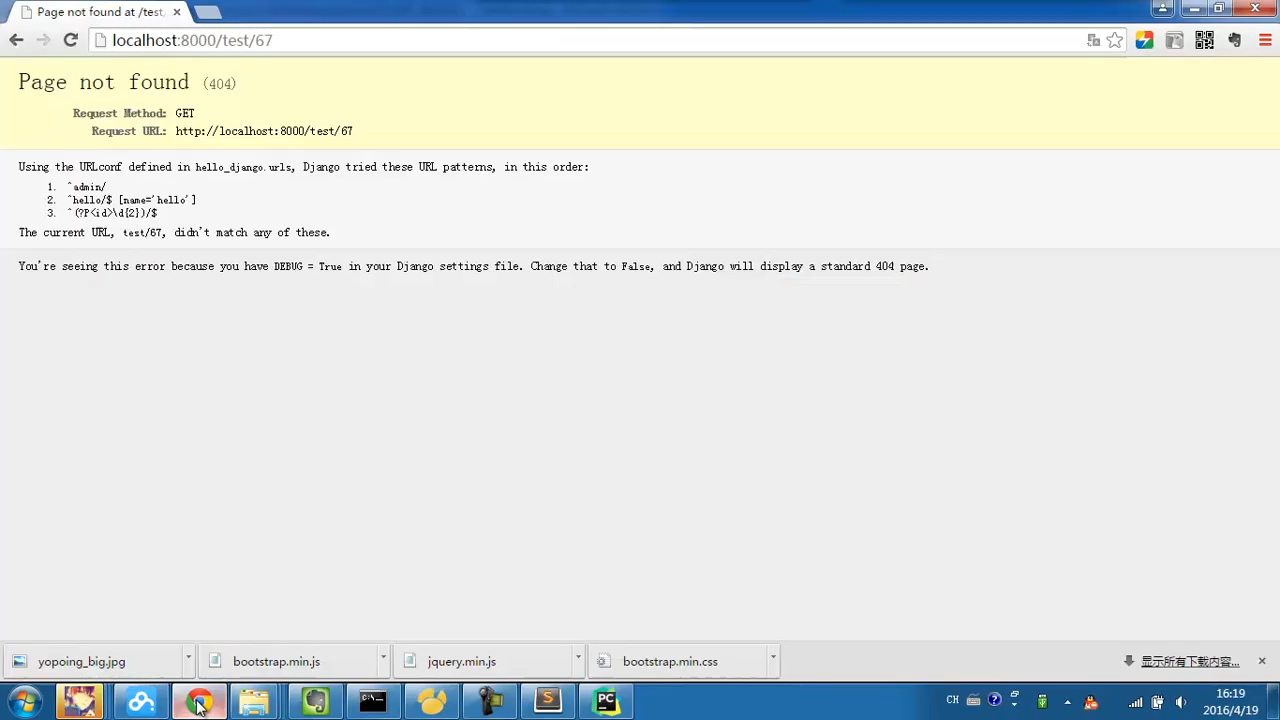 Page not found at /test,
localhost:8000/test/67
Page not found (404)
Request Method: GET
Request URL: http://localhost:8000/test/67
Using the URLconf defined in hello_django.urls, Django tried these URL patterns, in this order:
1. ^admin/
2. ^hello/$ [name='hello']
3. ^(?P<id>\d{2})/$
The current URL, test/67, didn't match any of these.
You're seeing this error because you have DEBUG = True in your Django settings file. Change that to False, and Django will display a standard 404 page.
yopoing_big.jpg
bootstrap.min.js
jquery.min.js
bootstrap.min.css
显示所有下载内容...
PC
CH
16:19
2016/4/19